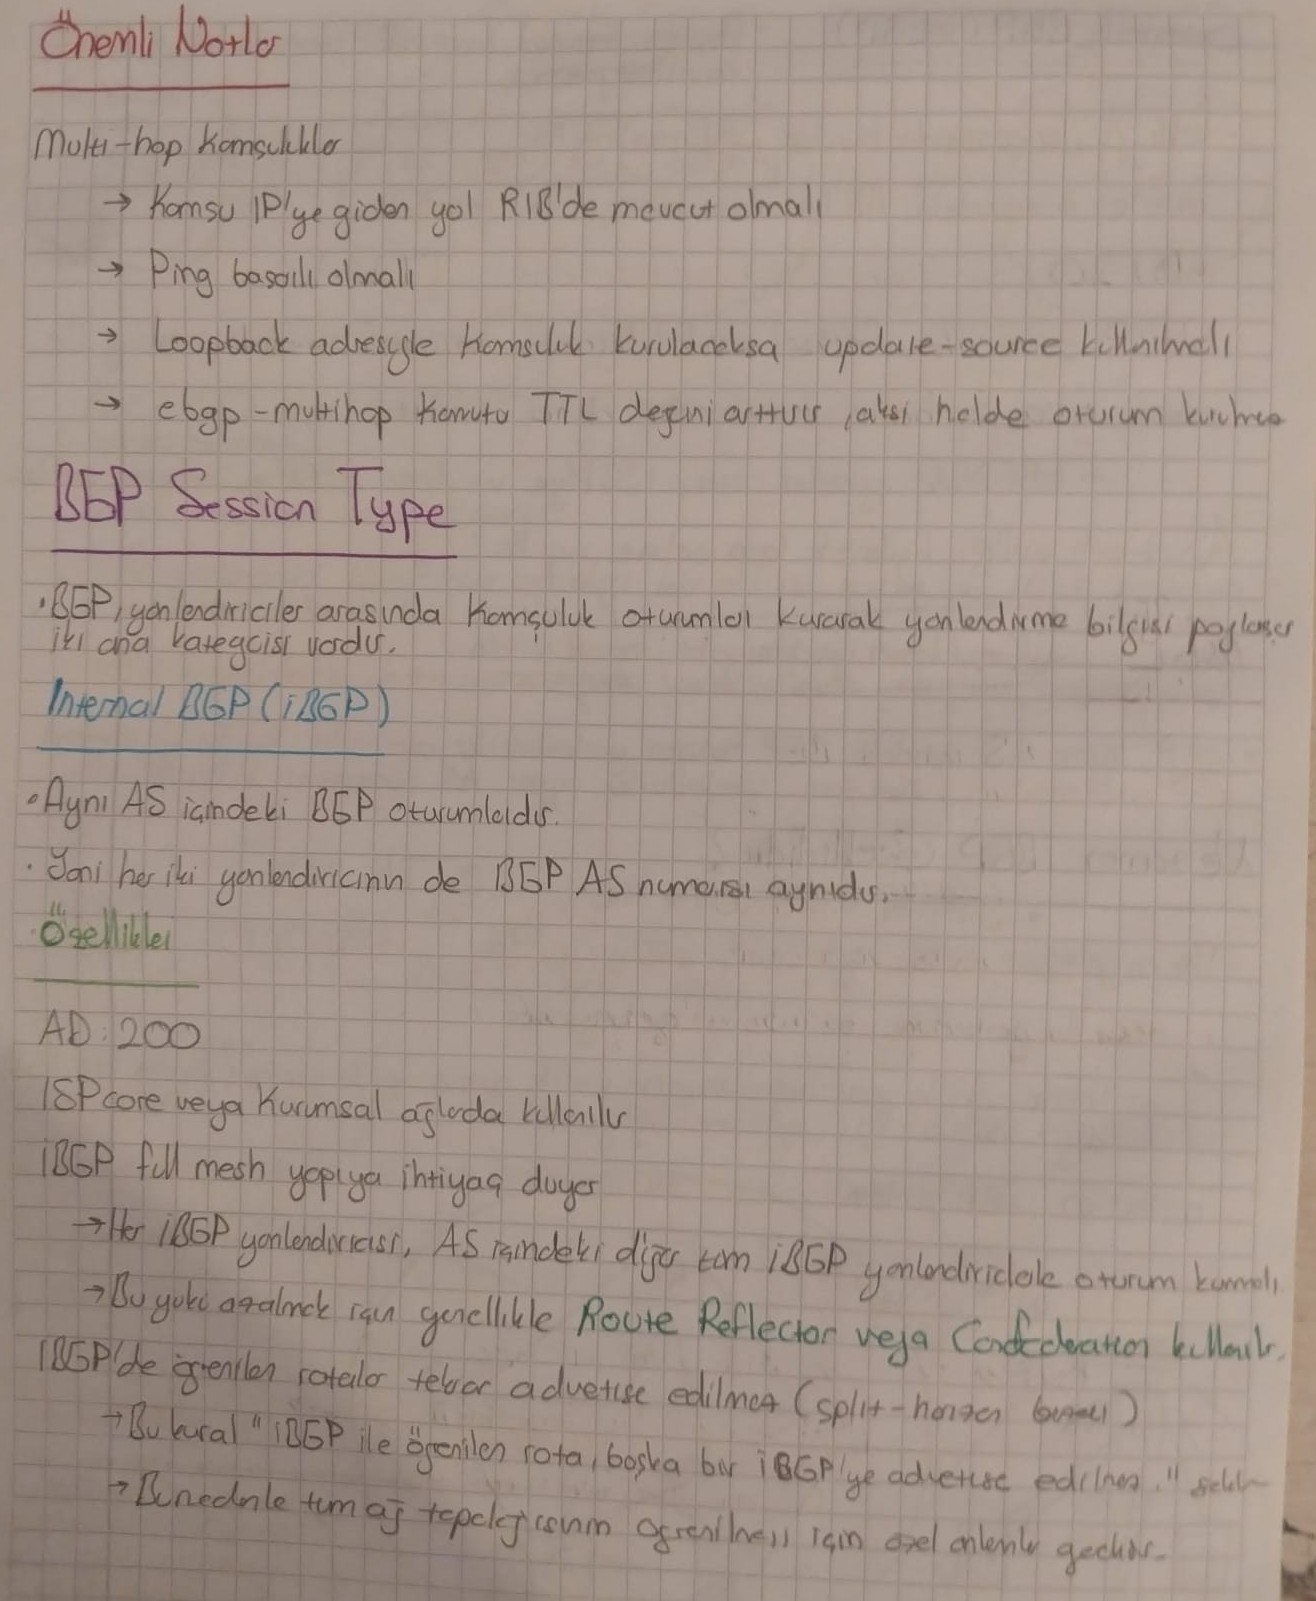 Önemli Notlar
Multi-hop Komşuluklar
→ Komşu IP'ye giden yol RIB'de mevcut olmalı
→ Ping başarılı olmalı
→ Loopback adresiyle Komşuluk kurulacaksa update-source kullanılmalı
→ ebgp-multihop Komutu TTL değerini arttırır, aksi halde oturum kurulmaz
BGP Session Type
• BGP, yönlendiriciler arasında Komşuluk oturumları kurarak yönlendirme bilgisi paylaşır
iki ana kategorisi vardır.
Internal BGP (iBGP)
• Aynı AS içindeki BGP oturumlarıdır.
• Yani her iki yönlendiricinin de BGP AS numarası aynıdır.
Özellikler
AD: 200
ISP core veya Kurumsal ağlarda kullanılır
iBGP full mesh yapıya ihtiyaç duyar
→ Her iBGP yönlendiricisi, AS içindeki diğer tüm iBGP yönlendiricilerle oturum kurmalı
→ Bu yükü azaltmak için genellikle Route Reflector veya Confederation kullanılır.
IBGP'de öğrenilen rotalar tekrar advertise edilmez (split-horizon kuralı)
→ Bu kural "iBGP ile öğrenilen rota, başka bir iBGP'ye advertise edilmez."
→ Bu nedenle tüm ağ topolojisinin öğrenilmesi için özel önlemler gerekir.